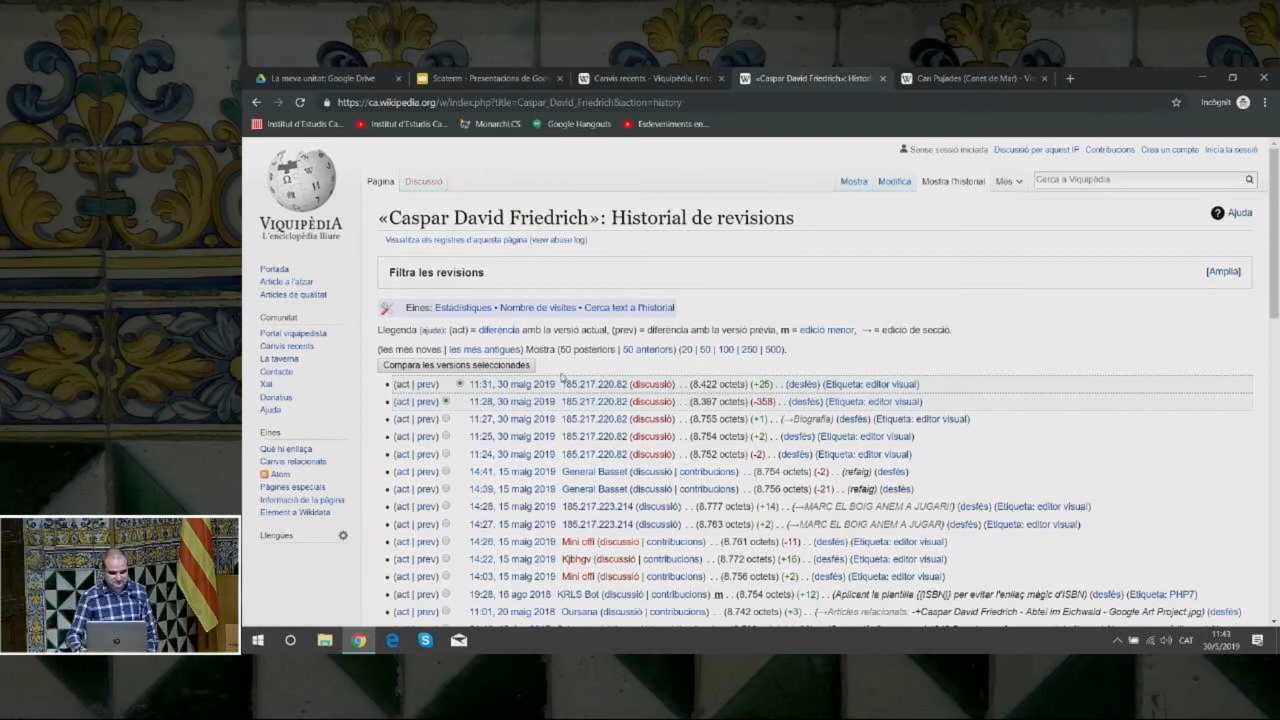 La meva unitat: Google Drive
Scaterm - Presentacions de Goo
Canvis recents - Viquipèdia, l'en
«Caspar David Friedrich»: Histori
Can Pujades (Canet de Mar) - Vi
https://ca.wikipedia.org/w/index.php?title=Caspar_David_Friedrich&action=history
Incògnit
Institut d'Estudis Ca...
Institut d'Estudis Ca...
MonarchLCS
Google Hangouts
Esdeveniments en...
Sense sessió iniciada Discussió per aquest IP Contribucions Crea un compte Inicia la sessió
Pàgina Discussió Mostra Modifica Mostra l'historial Més Cerca a Viquipèdia
VIQUIPÈDIA
L'enciclopèdia lliure
Portada
Article a l'atzar
Articles de qualitat
Comunitat
Portal viquipedista
Canvis recents
La taverna
Contacte
Xat
Donatius
Ajuda
Eines
Què hi enllaça
Canvis relacionats
Atom
Pàgines especials
Informació de la pàgina
Element a Wikidata
Llengües
«Caspar David Friedrich»: Historial de revisions
Ajuda
Visualitza els registres d'aquesta pàgina (view abuse log)
Filtra les revisions [Amplia]
Eines: Estadístiques • Nombre de visites • Cerca text a l'historial
Llegenda (ajuda): (act) = diferència amb la versió actual, (prev) = diferència amb la versió prèvia, m = edició menor, → = edició de secció.
(les més noves | les més antigues) Mostra (50 posteriors | 50 anteriors) (20 | 50 | 100 | 250 | 500).
Compara les versions seleccionades
• (act | prev) 11:31, 30 maig 2019 185.217.220.82 (discussió) . . (8.422 octets) (+25) . . (desfés) (Etiqueta: editor visual)
• (act | prev) 11:28, 30 maig 2019 185.217.220.82 (discussió) . . (8.397 octets) (-358) . . (desfés) (Etiqueta: editor visual)
• (act | prev) 11:27, 30 maig 2019 185.217.220.82 (discussió) . . (8.755 octets) (+1) . . (→Biografia) (desfés) (Etiqueta: editor visual)
• (act | prev) 11:25, 30 maig 2019 185.217.220.82 (discussió) . . (8.754 octets) (+2) . . (desfés) (Etiqueta: editor visual)
• (act | prev) 11:24, 30 maig 2019 185.217.220.82 (discussió) . . (8.752 octets) (-2) . . (desfés) (Etiqueta: editor visual)
• (act | prev) 14:41, 15 maig 2019 General Basset (discussió | contribucions) . . (8.754 octets) (-2) . . (refaig) (desfés)
• (act | prev) 14:39, 15 maig 2019 General Basset (discussió | contribucions) . . (8.756 octets) (-21) . . (refaig) (desfés)
• (act | prev) 14:28, 15 maig 2019 185.217.223.214 (discussió) . . (8.777 octets) (+14) . . (→MARC EL BOIG ANEM A JUGAR!!) (desfés) (Etiqueta: editor visual)
• (act | prev) 14:27, 15 maig 2019 185.217.223.214 (discussió) . . (8.763 octets) (+2) . . (→MARC EL BOIG ANEM A JUGAR) (desfés) (Etiqueta: editor visual)
• (act | prev) 14:26, 15 maig 2019 Mini offi (discussió | contribucions) . . (8.761 octets) (-11) . . (desfés) (Etiqueta: editor visual)
• (act | prev) 14:22, 15 maig 2019 Kjbhgv (discussió | contribucions) . . (8.772 octets) (+16) . . (desfés) (Etiqueta: editor visual)
• (act | prev) 14:03, 15 maig 2019 Mini offi (discussió | contribucions) . . (8.756 octets) (+2) . . (desfés) (Etiqueta: editor visual)
• (act | prev) 19:28, 16 ago 2018 KRLS Bot (discussió | contribucions) m . . (8.754 octets) (+12) . . (Aplicant la plantilla {{ISBN}} per evitar l'enllaç màgic d'ISBN) (desfés) (Etiqueta: PHP7)
• (act | prev) 11:01, 20 maig 2018 Oursana (discussió | contribucions) . . (8.742 octets) (+3) . . (→Articles relacionats: -+Caspar David Friedrich - Abtei im Eichwald - Google Art Project.jpg) (desfés)
CAT
11:43
30/5/2019